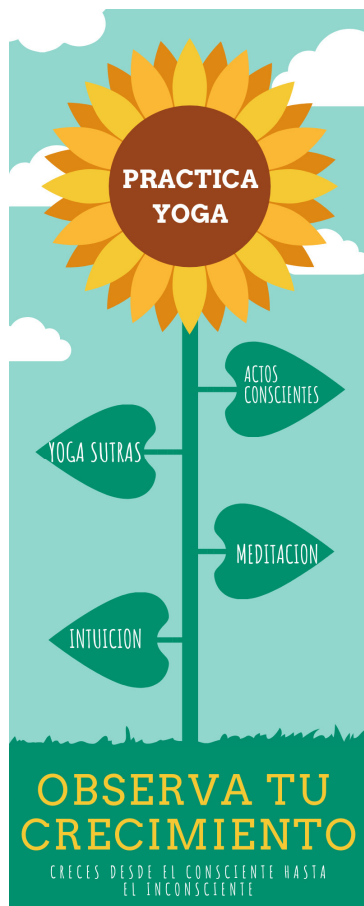 PRACTICA
YOGA
ACTOS
CONSCIENTES
YOGA SUTRAS
MEDITACION
INTUICION
OBSERVA TU
CRECIMIENTO
CRECES DESDE EL CONSCIENTE HASTA
EL INCONSCIENTE